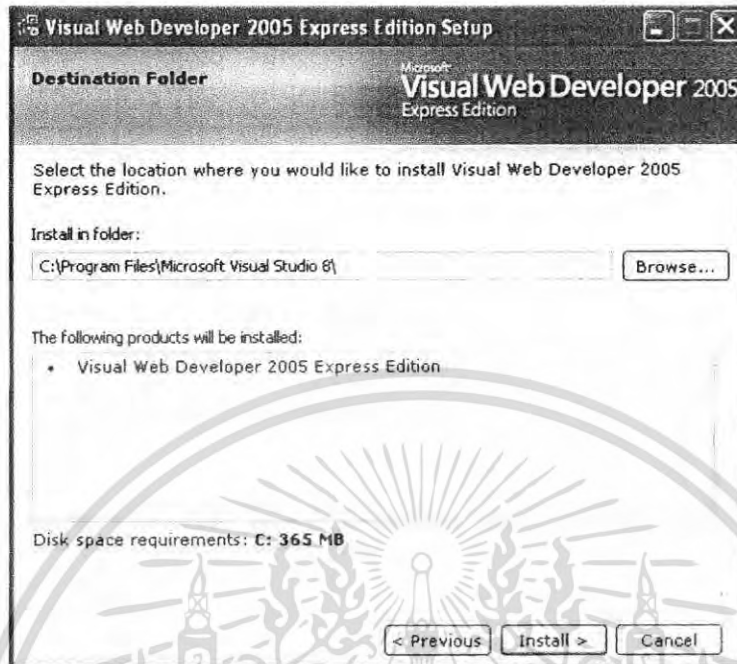 Visual Web Developer 2005 Express Edition Setup
Destination Folder
Microsoft
Visual Web Developer 2005
Express Edition
Select the location where you would like to install Visual Web Developer 2005
Express Edition.
Install in folder:
C:\Program Files\Microsoft Visual Studio 8\
Browse...
The following products will be installed:
• Visual Web Developer 2005 Express Edition
Disk space requirements: C: 365 MB
< Previous
Install >
Cancel